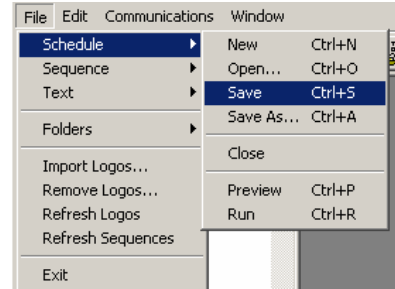 File Edit Communications Window
Schedule
Sequence
Text
Folders
Import Logos...
Remove Logos...
Refresh Logos
Refresh Sequences
Exit
New Ctrl+N
Open... Ctrl+O
Save Ctrl+S
Save As... Ctrl+A
Close
Preview Ctrl+P
Run Ctrl+R